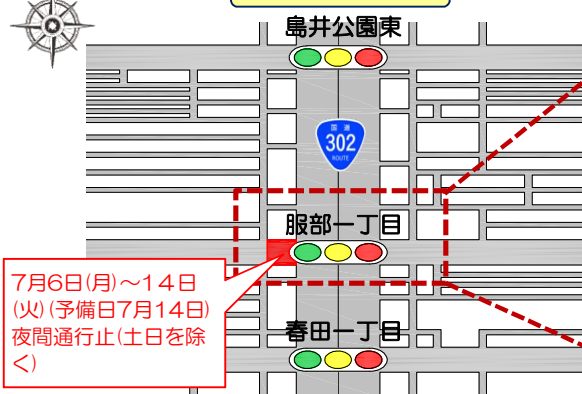 島井公園東
国道
302
ROUTE
服部一丁目
7月6日(月)～14日
(火)(予備日7月14日)
夜間通行止(土日を除
く)
春田一丁目